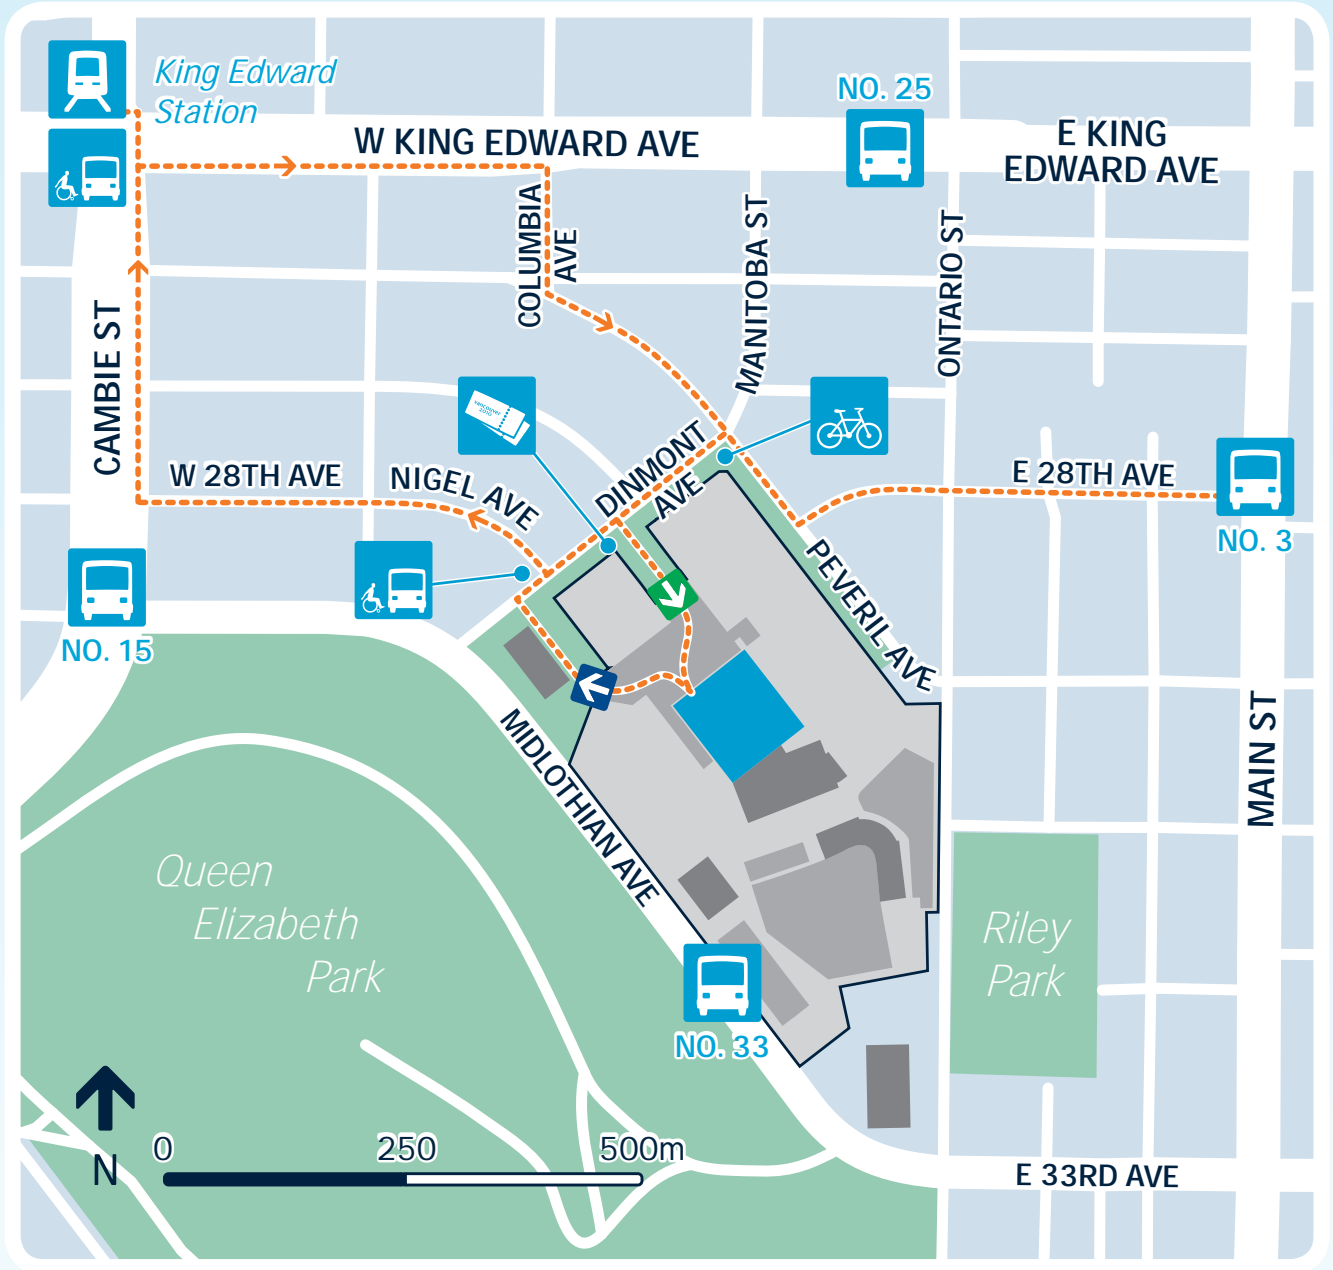 King Edward
Station
NO. 25
W KING EDWARD AVE
E KING
EDWARD AVE
COLUMBIA
AVE
MANITOBA ST
ONTARIO ST
CAMBIE ST
vancouver
2010
DINMONT
AVE
W 28TH AVE
NIGEL AVE
E 28TH AVE
NO. 3
PEVERIL AVE
NO. 15
MIDLOTHIAN AVE
MAIN ST
Queen
Elizabeth
Park
Riley
Park
NO. 33
N
0
250
500m
E 33RD AVE